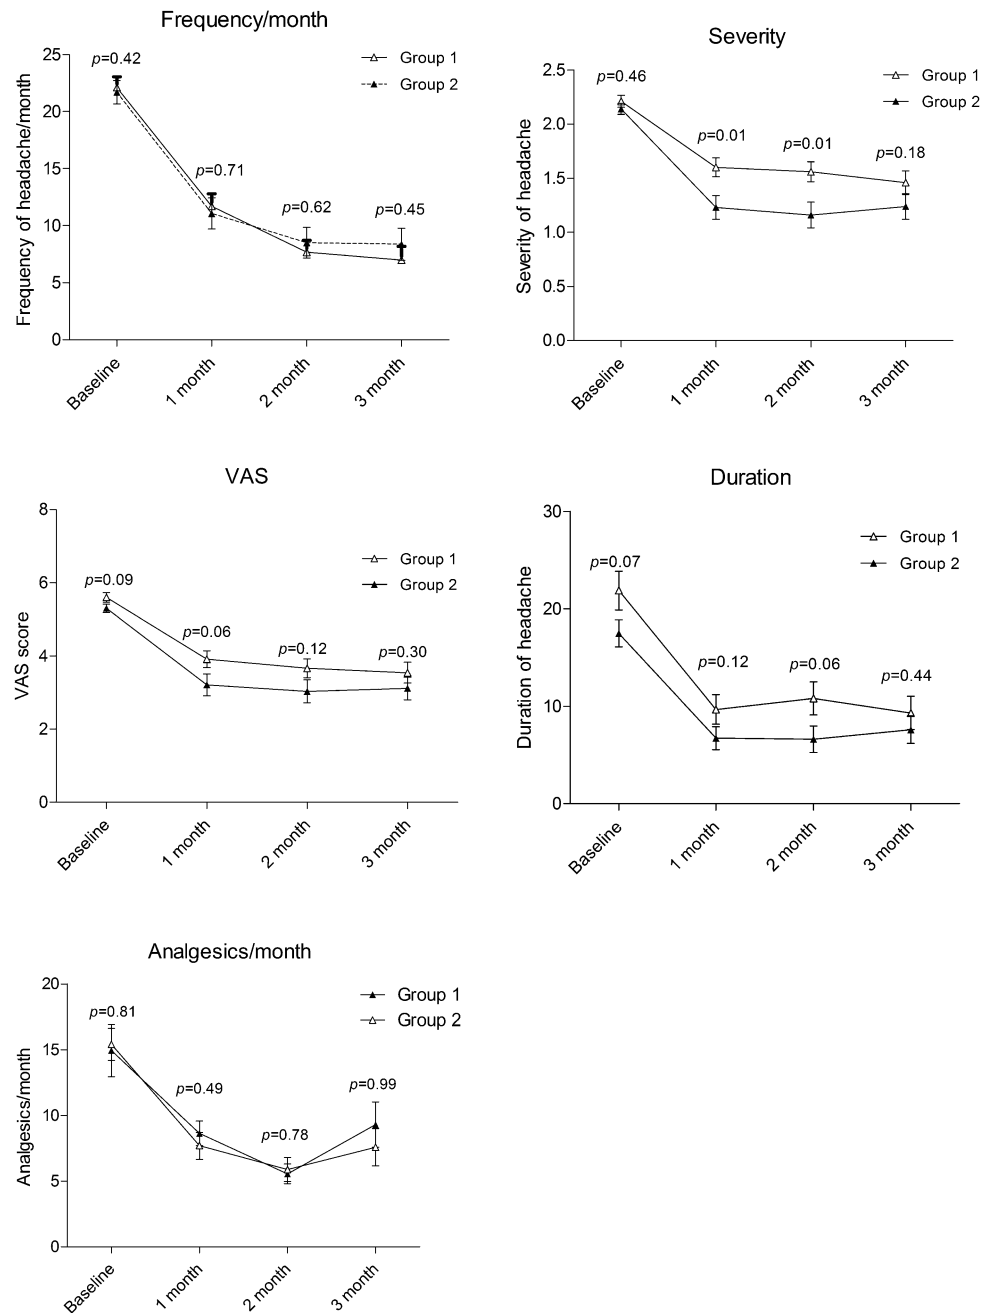 Frequency/month
Frequency of headache/month
25
20
15
10
5
0
p=0.42
p=0.71
p=0.62
p=0.45
Group 1
Group 2
Baseline
1 month
2 month
3 month
Severity
Severity of headache
2.5
2.0
1.5
1.0
0.5
0.0
p=0.46
p=0.01
p=0.01
p=0.18
Group 1
Group 2
Baseline
1 month
2 month
3 month
VAS
VAS score
8
6
4
2
0
p=0.09
p=0.06
p=0.12
p=0.30
Group 1
Group 2
Baseline
1 month
2 month
3 month
Duration
Duration of headache
30
20
10
0
p=0.07
p=0.12
p=0.06
p=0.44
Group 1
Group 2
Baseline
1 month
2 month
3 month
Analgesics/month
Analgesics/month
20
15
10
5
0
p=0.81
p=0.49
p=0.78
p=0.99
Group 1
Group 2
Baseline
1 month
2 month
3 month